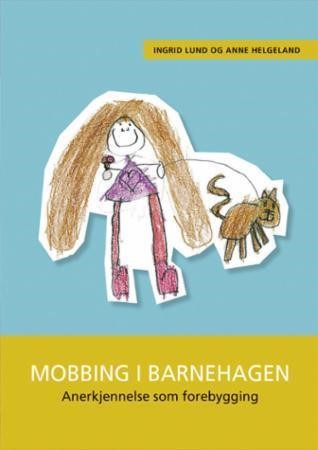 INGRID LUND OG ANNE HELGELAND
MOBBING I BARNEHAGEN
Anerkjennelse som forebygging